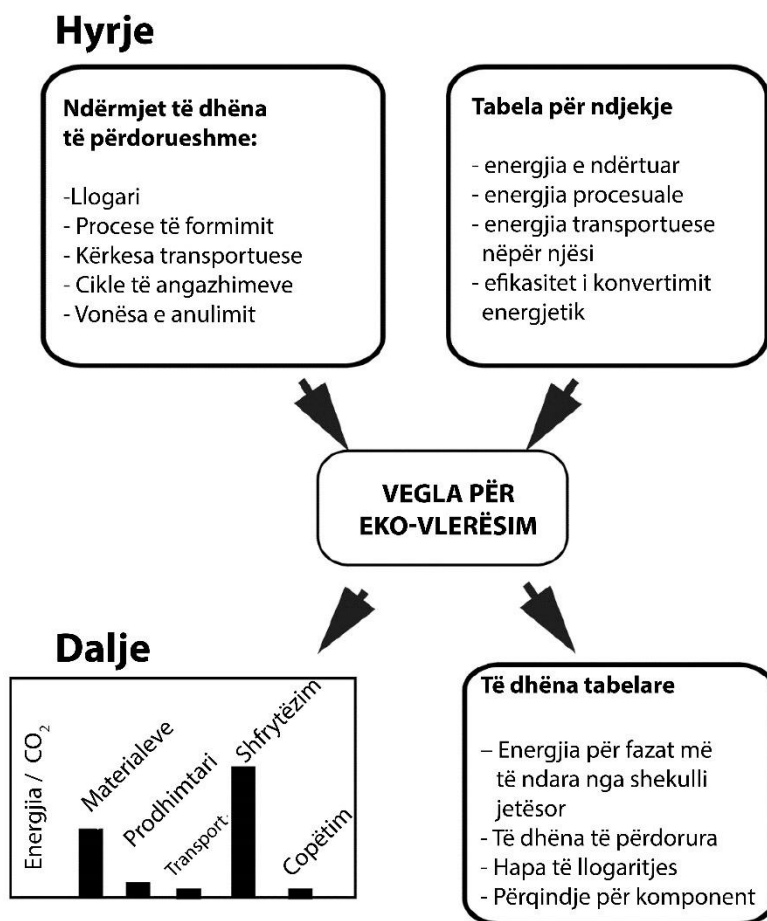 Hyrje
Ndërmjet të dhëna
të përdorueshme:
-Llogari
- Procese të formimit
- Kërkesa transportuese
- Cikle të angazhimeve
- Vonësa e anulimit
Tabela për ndjekje
- energjia e ndërtuar
- energjia procesuale
- energjia transportuese
nëpër njësi
- efikasitet i konvertimit
energjetik
VEGLA PËR
EKO-VLERËSIM
Dalje
Energjia / CO₂
Materialeve
Prodhimtari
Transport
Shfrytëzim
Copëtim
Të dhëna tabelare
– Energjia për fazat më
të ndara nga shekulli
jetësor
- Të dhëna të përdorura
- Hapa të llogaritjes
- Përqindje për komponent